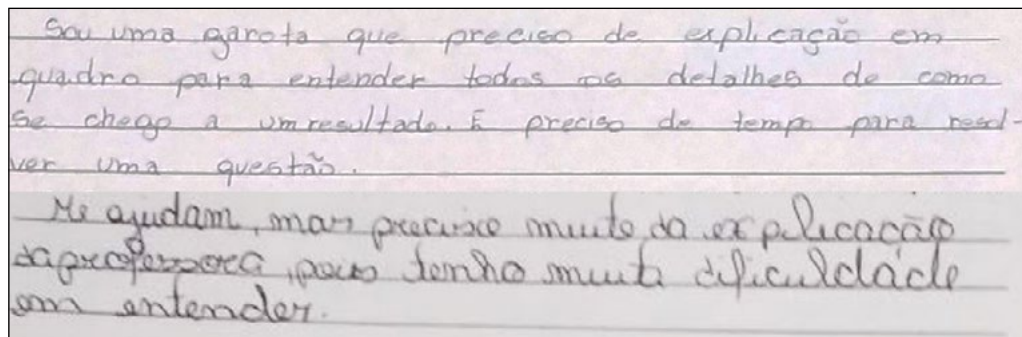 Sou uma garota que preciso de explicação em
quadro para entender todos os detalhes de como
se chego a um resultado. E preciso de tempo para resol-
ver uma questão.
Me ajudam, mas preciso muito da explicação
da professora, pois tenho muita dificuldade
em entender.